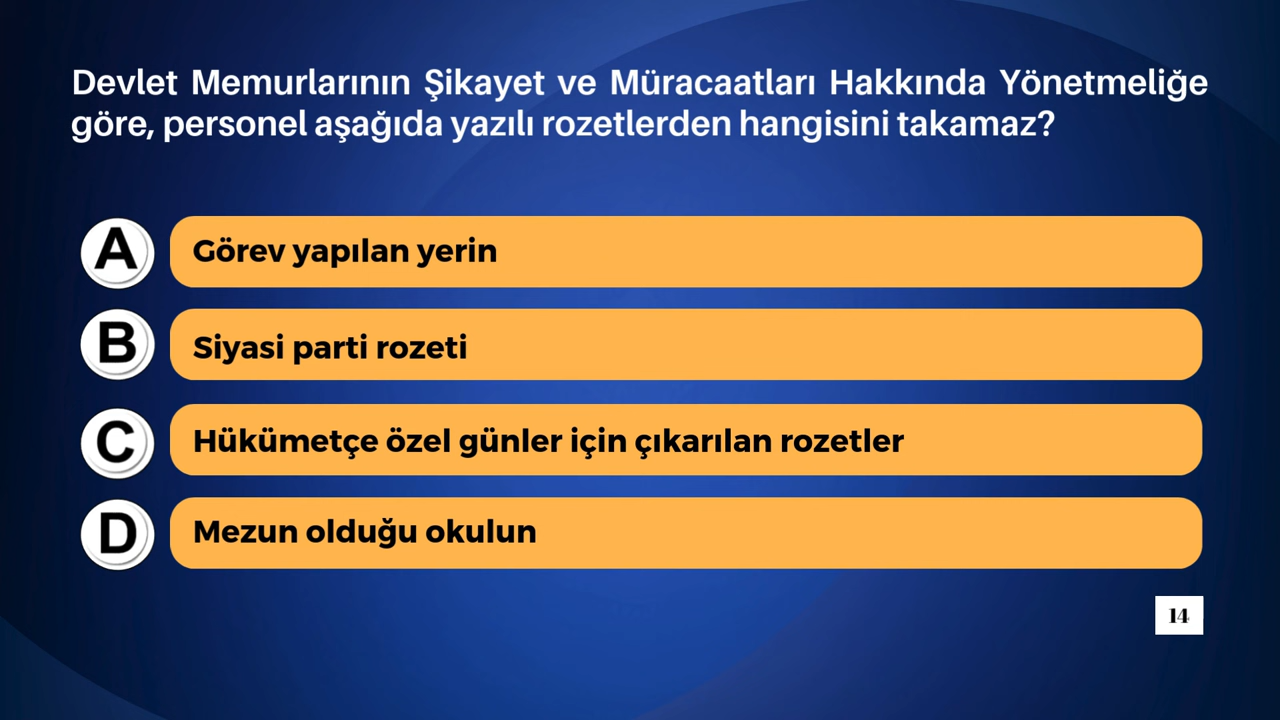 Devlet Memurlarının Şikayet ve Müracaatları Hakkında Yönetmeliğe
göre, personel aşağıda yazılı rozetlerden hangisini takamaz?
A Görev yapılan yerin
B Siyasi parti rozeti
C Hükümetçe özel günler için çıkarılan rozetler
D Mezun olduğu okulun
14